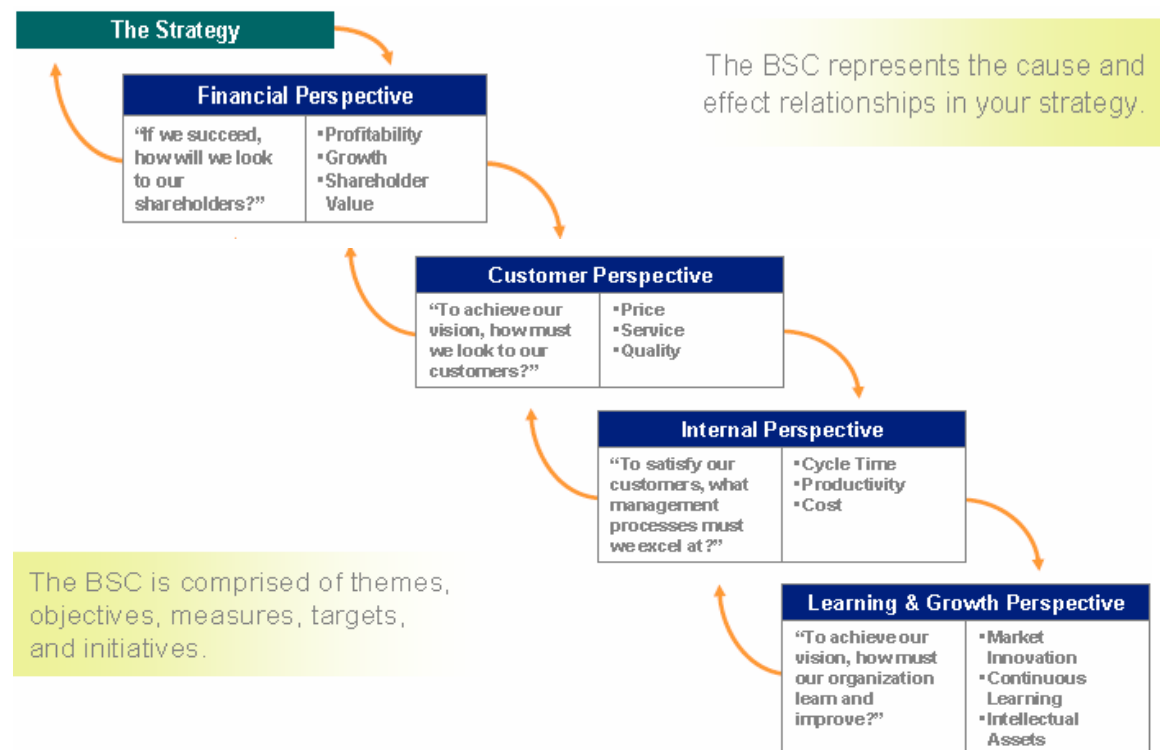 The Strategy
The BSC represents the cause and
effect relationships in your strategy.
Financial Perspective
“If we succeed,
how will we look
to our
shareholders?”
▪Profitability
▪Growth
▪Shareholder
Value
Customer Perspective
“To achieve our
vision, how must
we look to our
customers?”
▪Price
▪Service
▪Quality
Internal Perspective
“To satisfy our
customers, what
management
processes must
we excel at?”
▪Cycle Time
▪Productivity
▪Cost
The BSC is comprised of themes,
objectives, measures, targets,
and initiatives.
Learning & Growth Perspective
“To achieve our
vision, how must
our organization
learn and
improve?”
▪Market
Innovation
▪Continuous
Learning
▪Intellectual
Assets